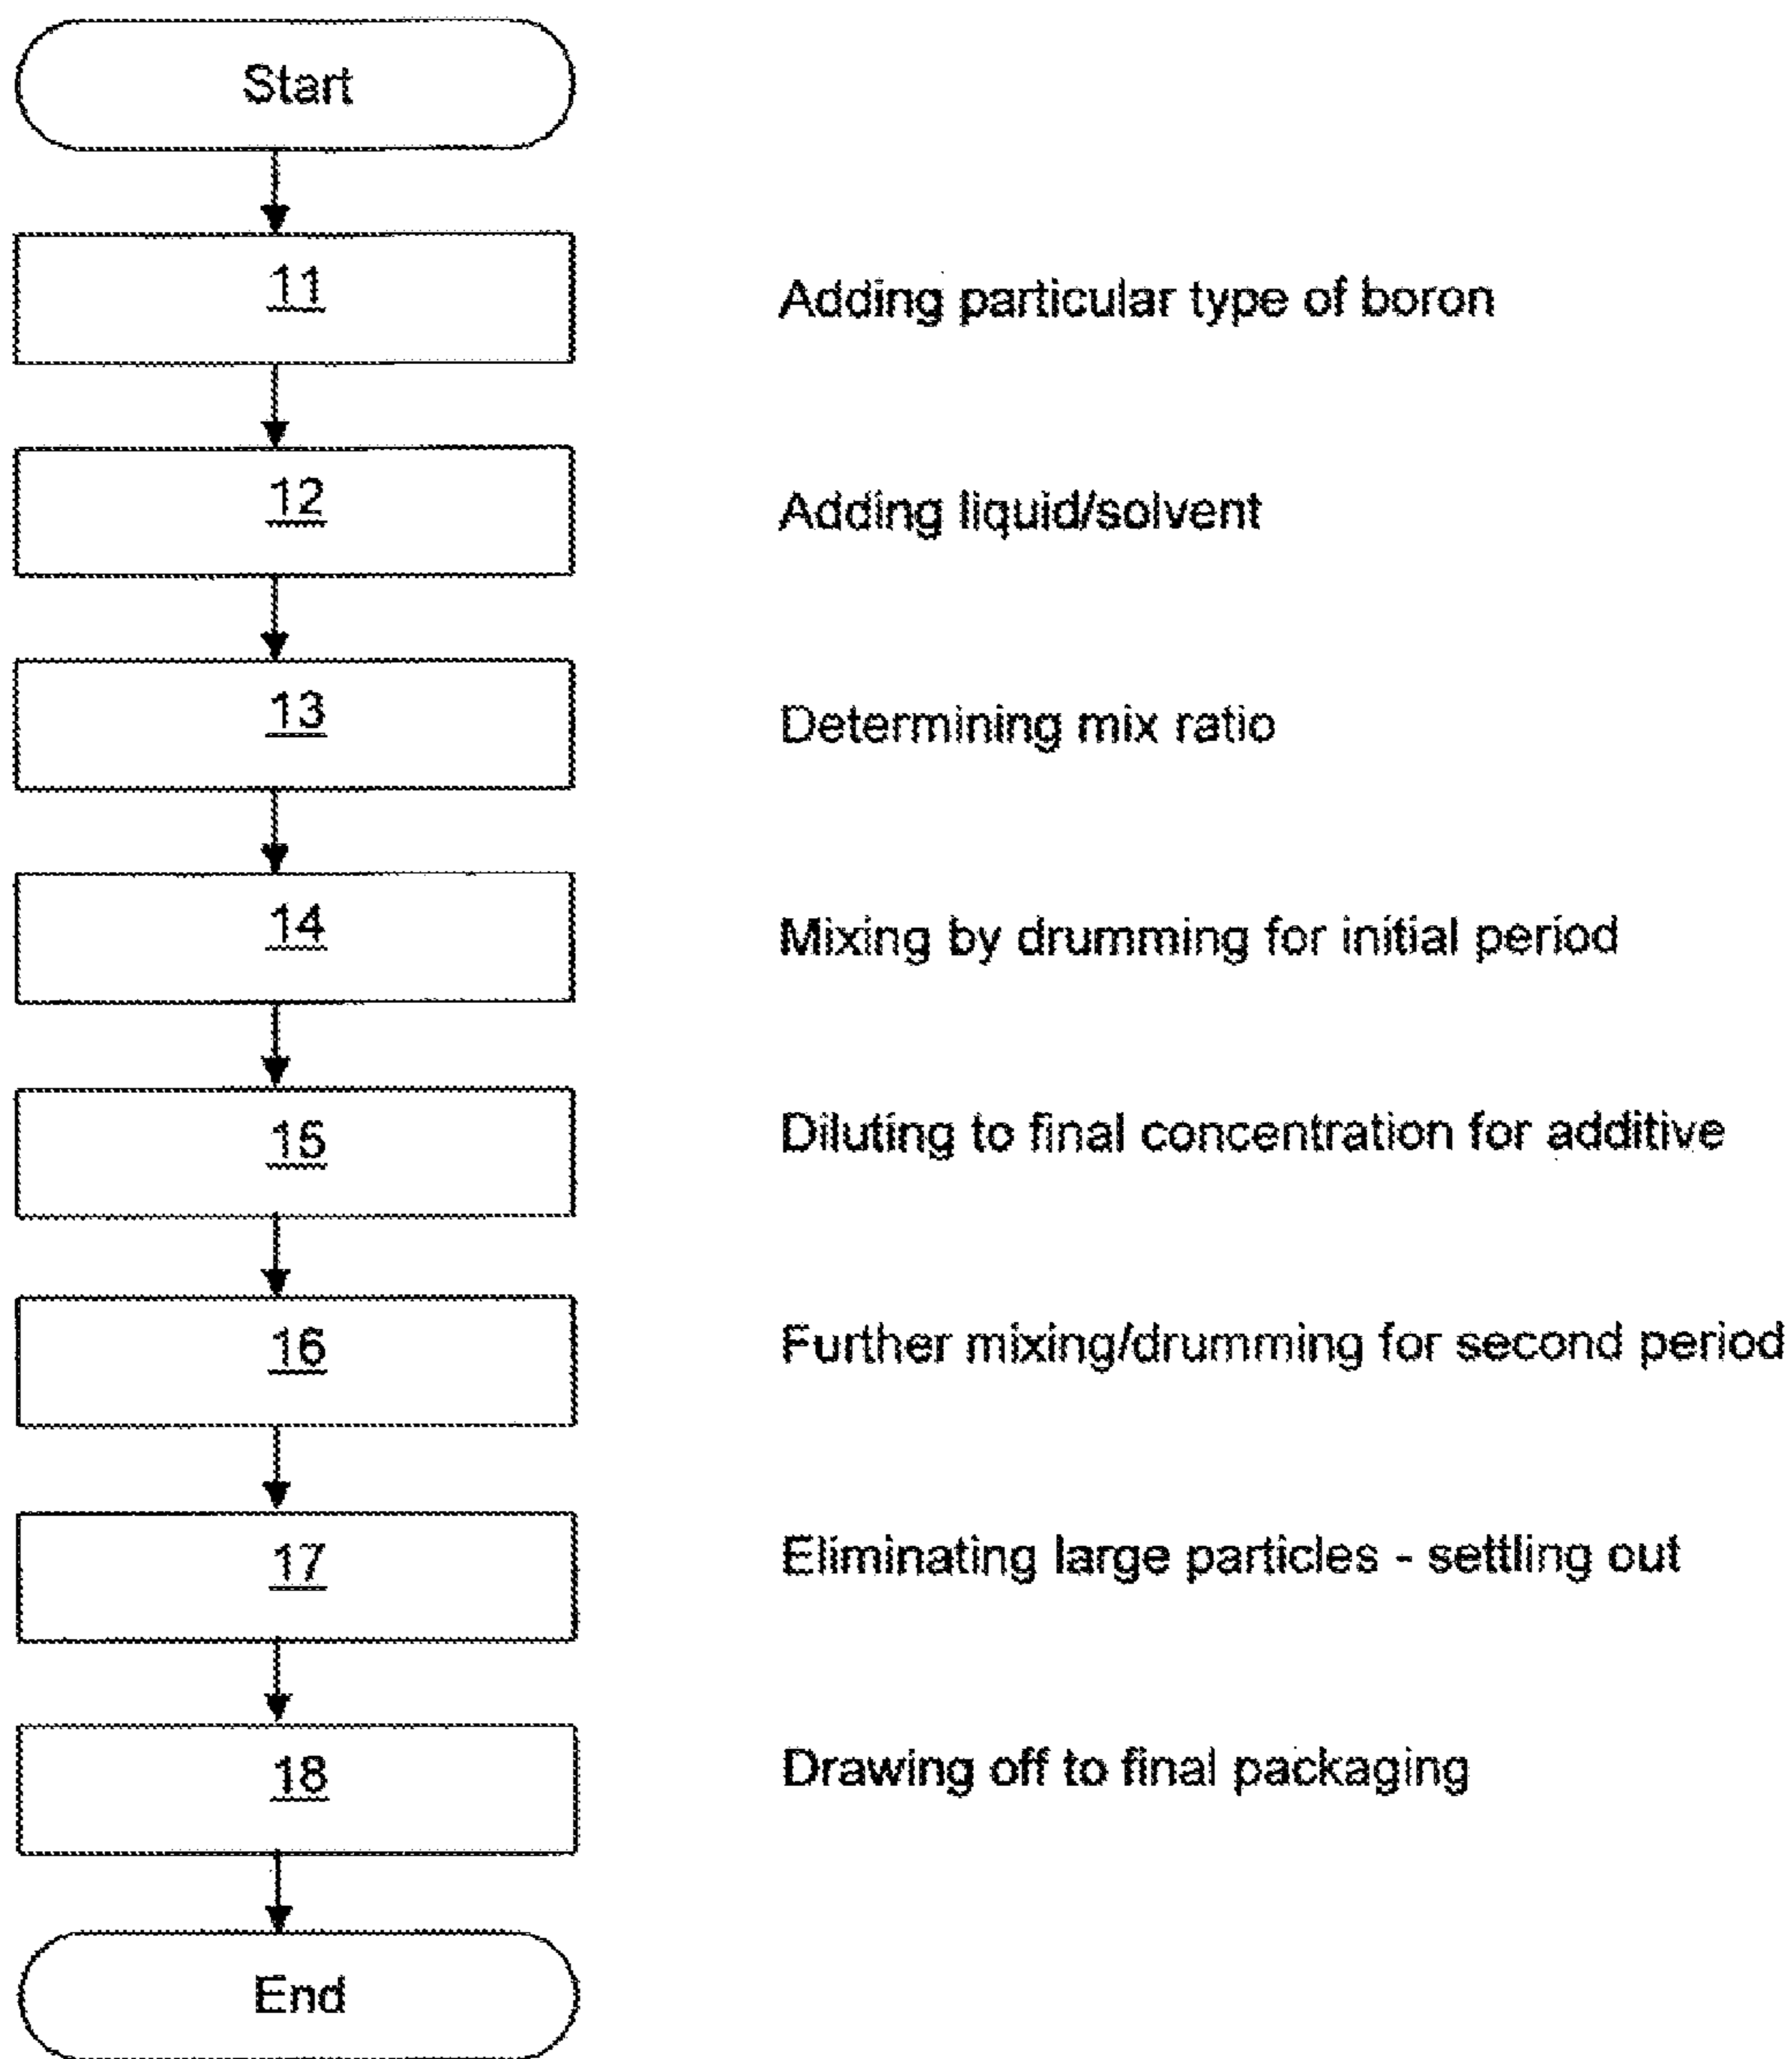 Start
11
Adding particular type of boron
12
Adding liquid/solvent
13
Determining mix ratio
14
Mixing by drumming for initial period
15
Diluting to final concentration for additive
16
Further mixing/drumming for second period
17
Eliminating large particles - settling out
18
Drawing off to final packaging
End